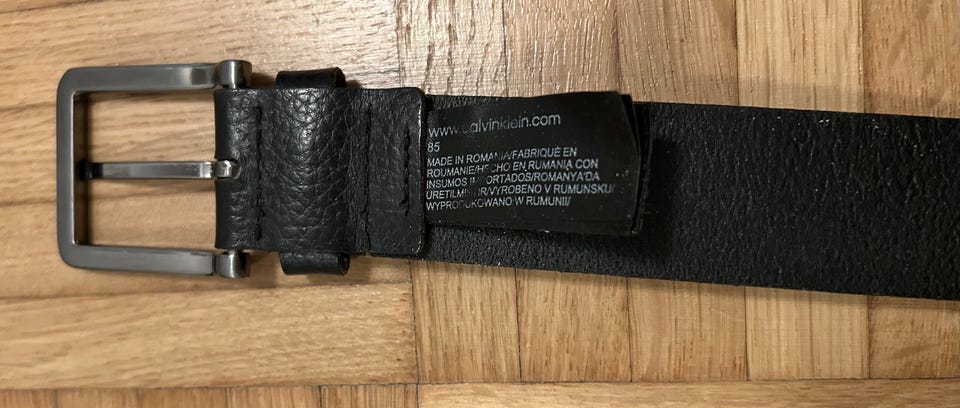 www.calvinklein.com
85
MADE IN ROMANIA/FABRIQUÉ EN
ROUMANIE/HECHO EN RUMANIA CON
INSUMOS IMPORTADOS/ROMANYA'DA
VYROBENO V RUMUNSKU/
WYPRODUKOWANO W RUMUNII/